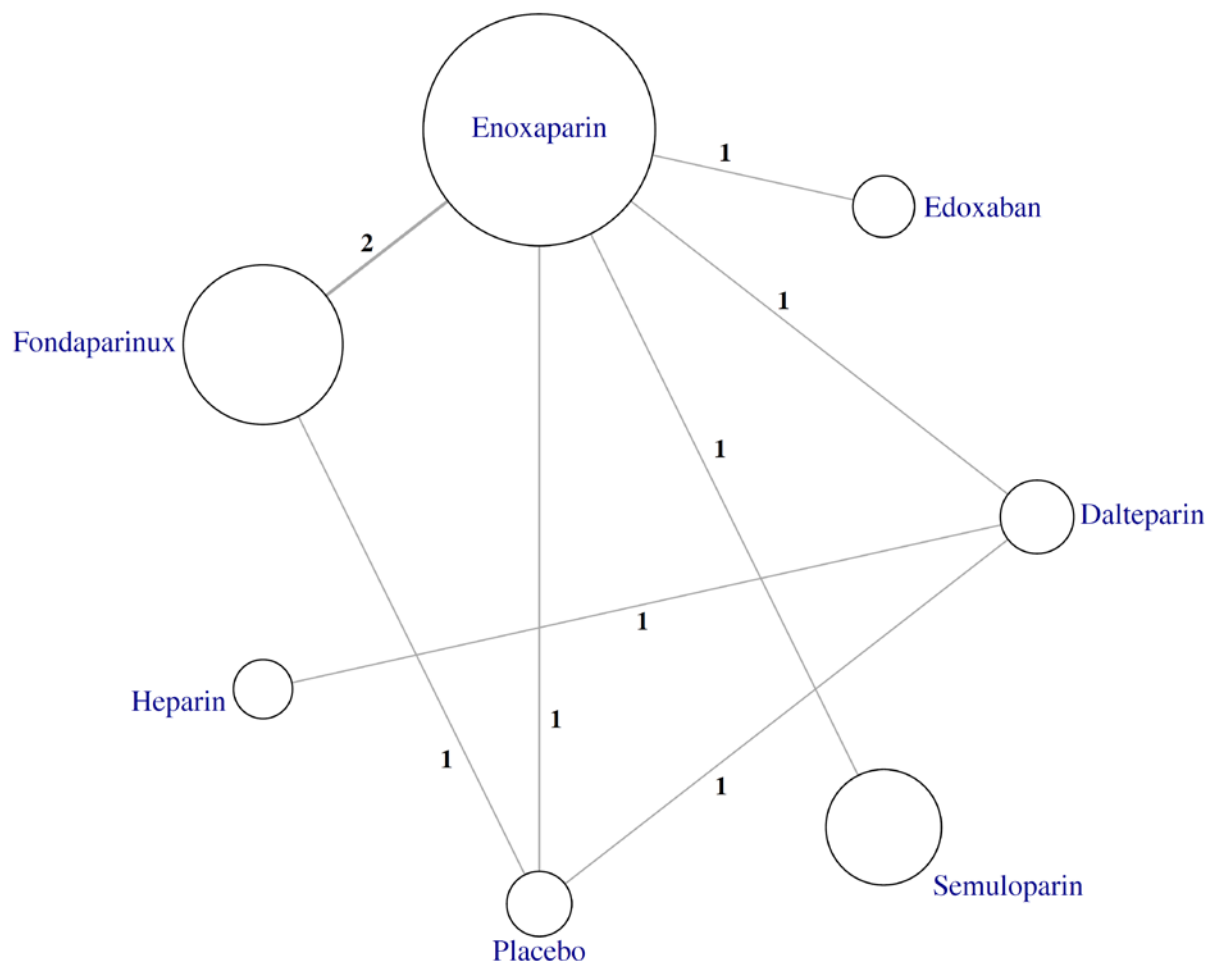 Enoxaparin
1
Edoxaban
2
1
Fondaparinux
1
Dalteparin
1
Heparin
1
1
1
Semuloparin
Placebo